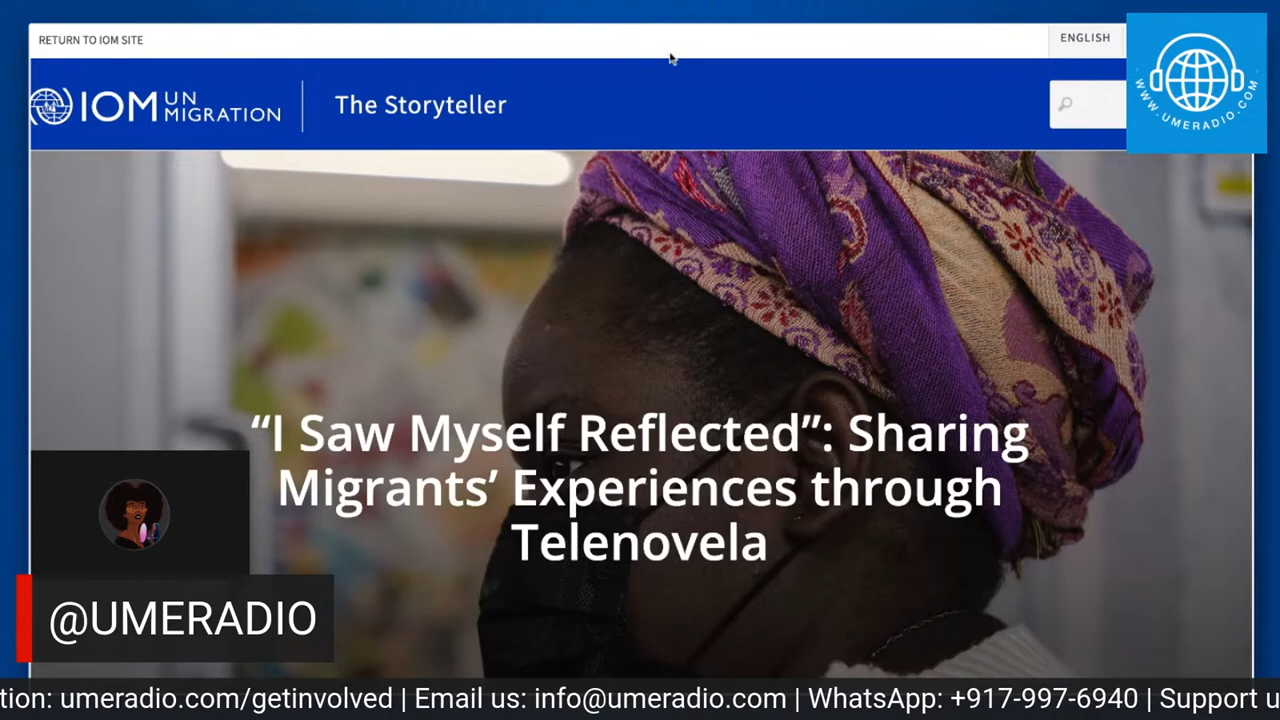 RETURN TO IOM SITE
ENGLISH
IOM UN MIGRATION
The Storyteller
WWW.UMERADIO.COM
“I Saw Myself Reflected”: Sharing
Migrants’ Experiences through
Telenovela
@UMERADIO
tion: umeradio.com/getinvolved | Email us: info@umeradio.com | WhatsApp: +917-997-6940 | Support u